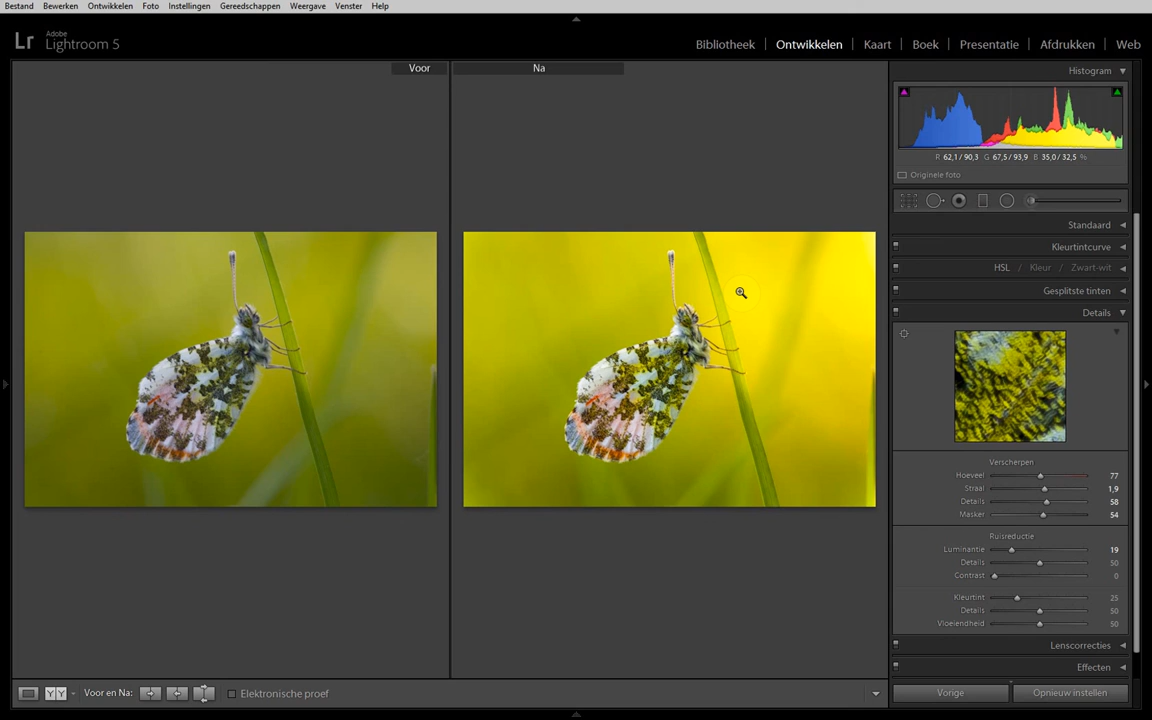 Bestand Bewerken Ontwikkelen Foto Instellingen Gereedschappen Weergave Venster Help
Lr Adobe Lightroom 5
Bibliotheek | Ontwikkelen | Kaart | Boek | Presentatie | Afdrukken | Web
Voor Na
Histogram
R 62,1 / 90,3 G 67,5 / 93,9 B 35,0 / 32,5 %
Originele foto
Standaard
Kleurtintcurve
HSL / Kleur / Zwart-wit
Gesplitste tinten
Details
Verscherpen
Hoeveel 77
Straal 1,9
Details 58
Masker 54
Ruisreductie
Luminantie 19
Details 50
Contrast 0
Kleurtint 25
Details 50
Vloeiendheid 50
Lenscorrecties
Effecten
YY Voor en Na: Elektronische proef
Vorige Opnieuw instellen